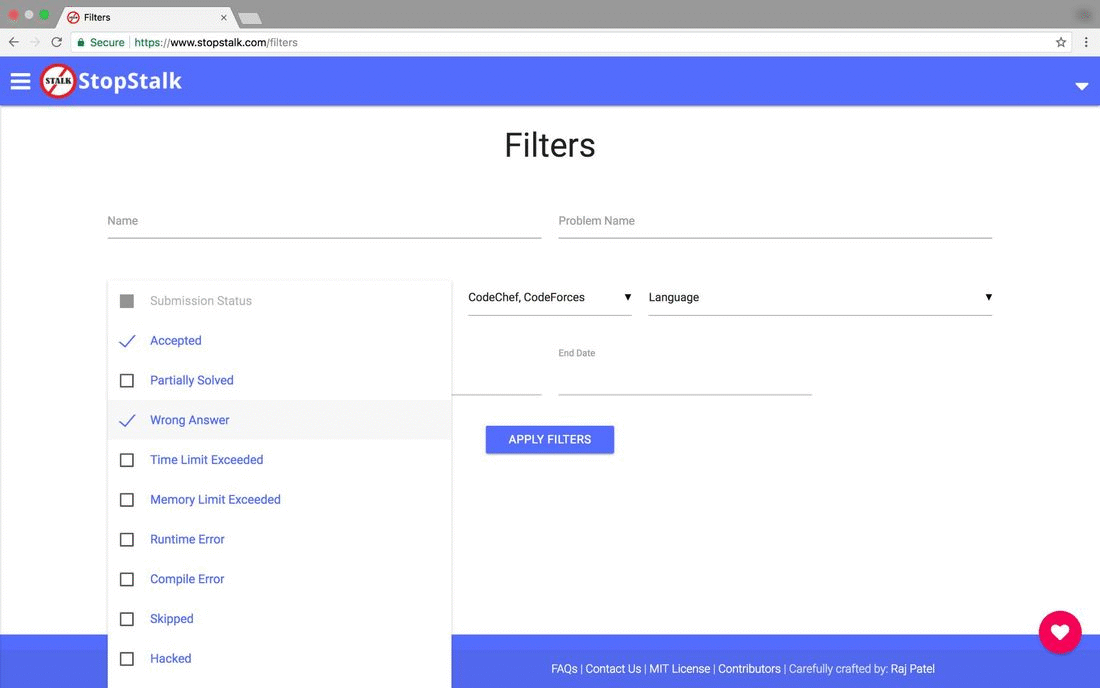 Filters
Secure https://www.stopstalk.com/filters
STALK StopStalk
Filters
Name Problem Name
Submission Status
CodeChef, CodeForces Language
Accepted
End Date
Partially Solved
Wrong Answer
APPLY FILTERS
Time Limit Exceeded
Memory Limit Exceeded
Runtime Error
Compile Error
Skipped
Hacked
FAQs | Contact Us | MIT License | Contributors | Carefully crafted by: Raj Patel